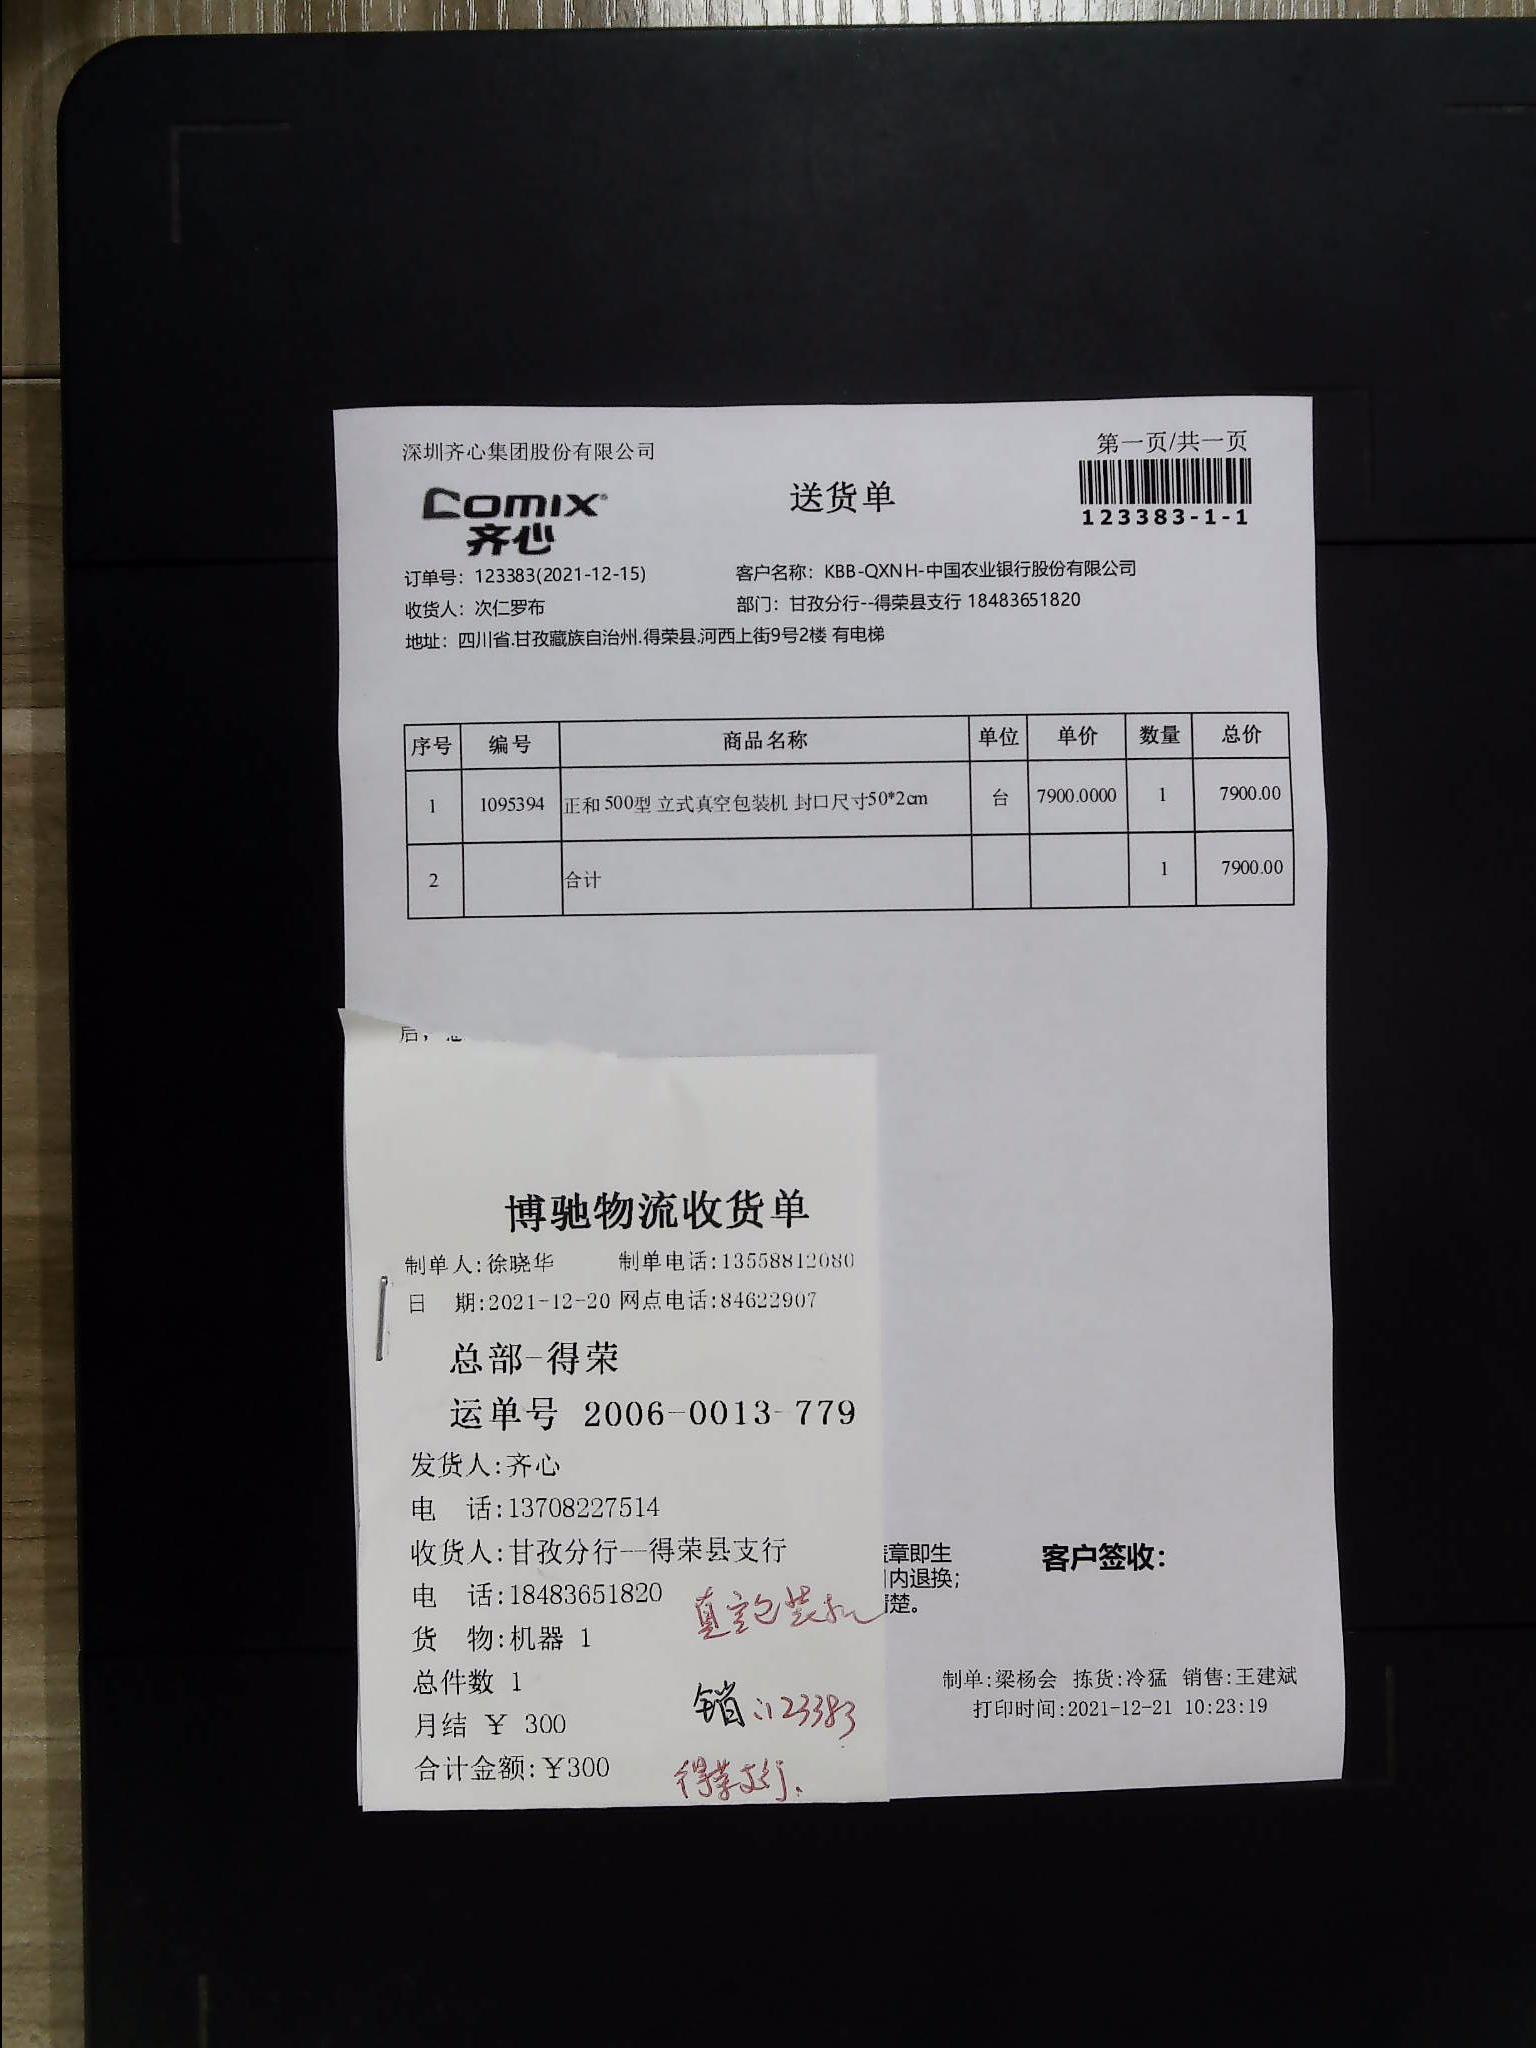 深圳齐心集团股份有限公司
第一页/共一页
COMIX
齐心
送货单
123383-1-1
订单号：123383(2021-12-15)
客户名称：KBB-QXNH-中国农业银行股份有限公司
收货人：次仁罗布
部门：甘孜分行--得荣县支行 18483651820
地址：四川省.甘孜藏族自治州.得荣县.河西上街9号2楼 有电梯
序号 编号 商品名称 单位 单价 数量 总价
1 1095394 正和 500型 立式真空包装机 封口尺寸50*2cm 台 7900.0000 1 7900.00
2 合计 1 7900.00
后，
博驰物流收货单
制单人:徐晓华 制单电话:13558812080
日 期:2021-12-20 网点电话:84622907
总部-得荣
运单号 2006-0013-779
发货人:齐心
电 话:13708227514
收货人:甘孜分行--得荣县支行
电 话:18483651820
真空包装机
货 物:机器 1
总件数 1
销:123383
月结 ¥ 300
合计金额:¥300
得荣支行.
章即生
内退换；
楚。
客户签收：
制单:梁杨会 拣货:冷猛 销售:王建斌
打印时间:2021-12-21 10:23:19